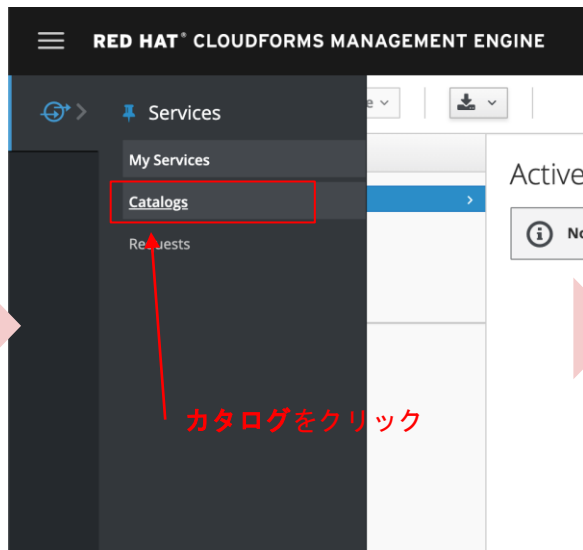 RED HAT® CLOUDFORMS MANAGEMENT ENGINE
Services
My Services
Active
Catalogs
Requests
カタログをクリック